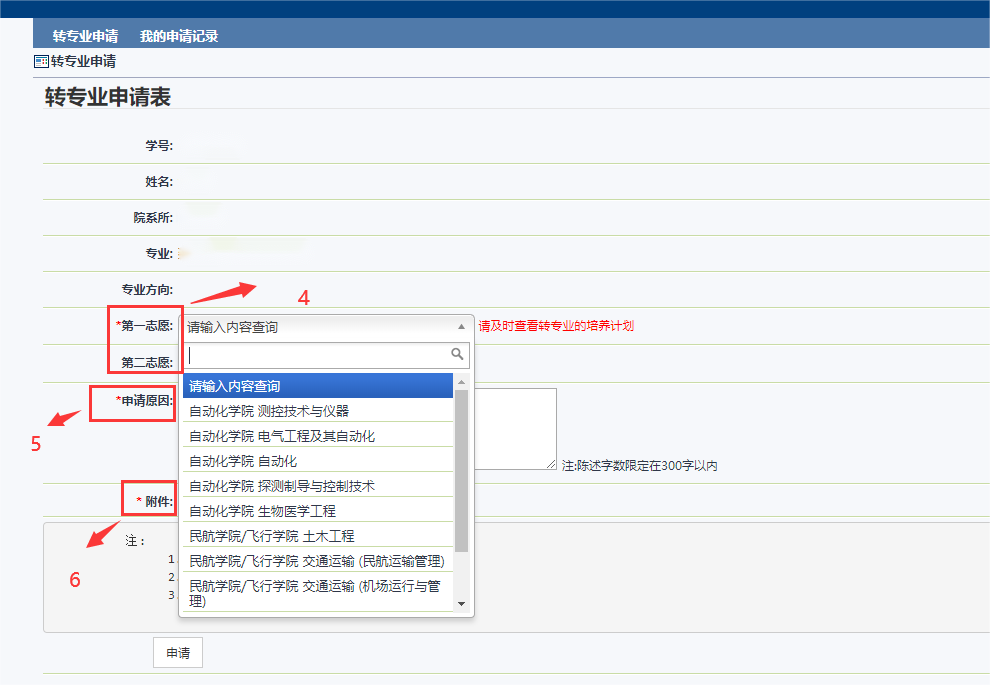 转专业申请 我的申请记录
转专业申请
转专业申请表
学号:
姓名:
院系所:
专业:
专业方向:
4
*第一志愿: 请输入内容查询 请及时查看转专业的培养计划
第二志愿:
请输入内容查询
*申请原因:
自动化学院 测控技术与仪器
自动化学院 电气工程及其自动化
5
自动化学院 自动化
注:陈述字数限定在300字以内
自动化学院 探测制导与控制技术
* 附件:
自动化学院 生物医学工程
民航学院/飞行学院 土木工程
注:
1.
民航学院/飞行学院 交通运输 (民航运输管理)
2.
6
民航学院/飞行学院 交通运输 (机场运行与管
理)
3
申请